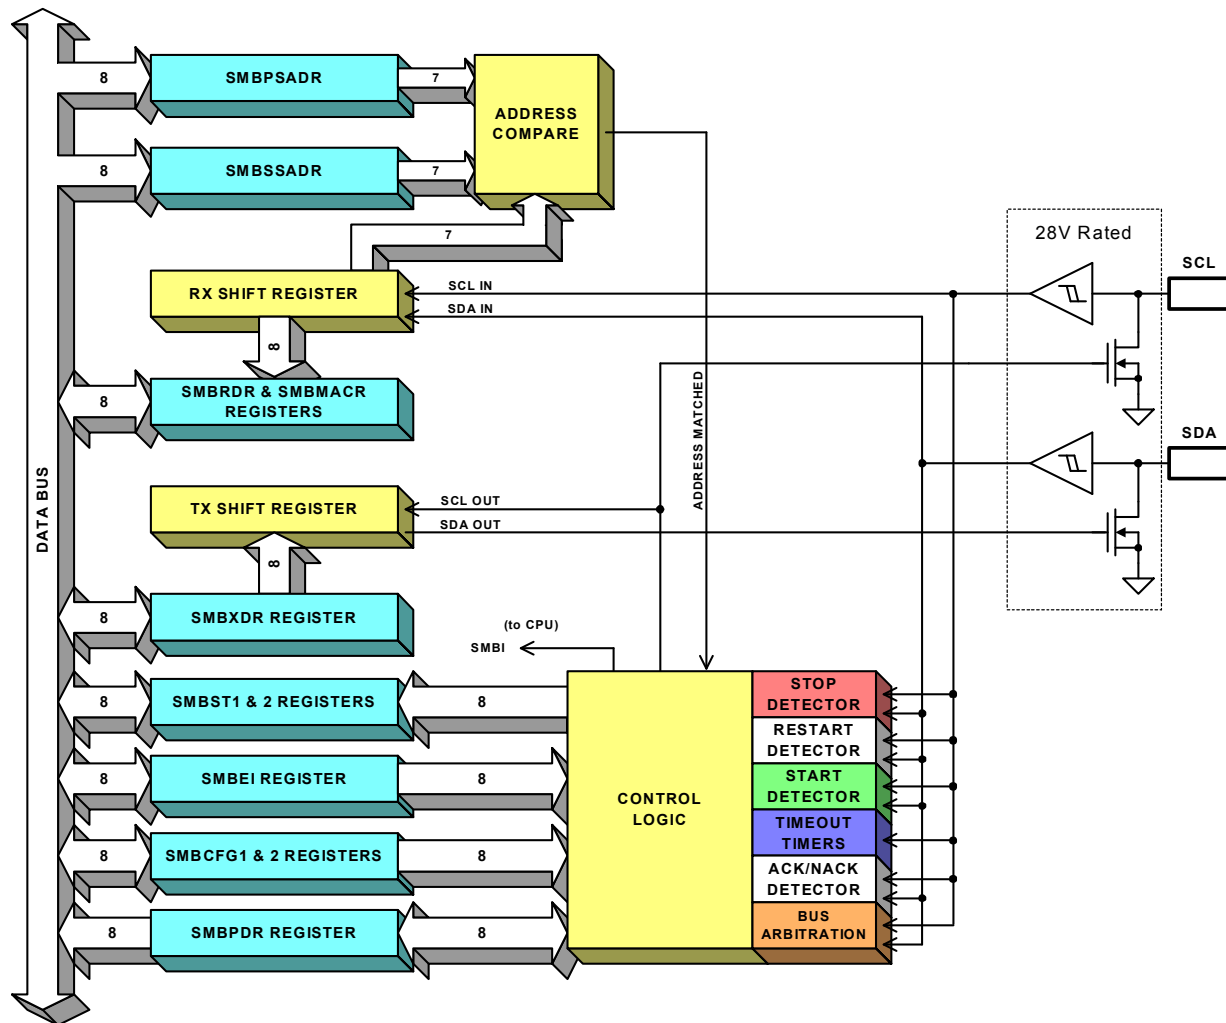 8
SMBPSADR
7
ADDRESS
COMPARE
8
SMBSSADR
7
7
28V Rated
SCL
RX SHIFT REGISTER
SCL IN
SDA IN
8
8
SMBRDR & SMBMACR
REGISTERS
ADDRESS MATCHED
SDA
DATA BUS
TX SHIFT REGISTER
SCL OUT
SDA OUT
8
8
SMBXDR REGISTER
(to CPU)
SMBI
8
SMBST1 & 2 REGISTERS
8
STOP
DETECTOR
RESTART
DETECTOR
8
SMBEI REGISTER
8
CONTROL
LOGIC
START
DETECTOR
TIMEOUT
TIMERS
8
SMBCFG1 & 2 REGISTERS
8
ACK/NACK
DETECTOR
8
SMBPDR REGISTER
8
BUS
ARBITRATION